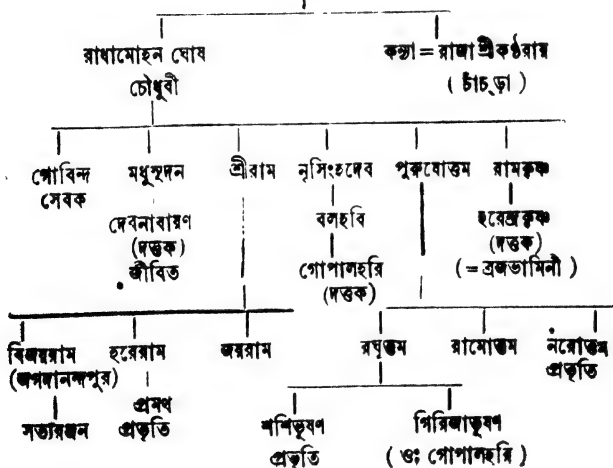 রাধামোহন ঘোষ কন্যা = রাজা শ্রীকণ্ঠরায়
চৌধুবী ( চাঁচ্ড়া )
গোবিন্দ মধুসূদন শ্রীরাম নৃসিংহদেব পুরুষোত্তম রামকৃষ্ণ
সেবক
দেবনাবায়ণ বলহবি হরেন্দ্রকৃষ্ণ
(দত্তক) (দত্তক)
জীবিত গোপালহরি (= ব্রজভামিনী )
(দত্তক)
বিজয়রাম হরেরাম জয়রাম রঘুত্তম রামোত্তম নরোত্তম
(জগদানন্দপুর) প্রভৃতি
সত্যরঞ্জন প্রমথ
প্রভৃতি
শশিভূষণ গিরিজাভূষণ
প্রভৃতি ( ওঃ গোপালহরি )